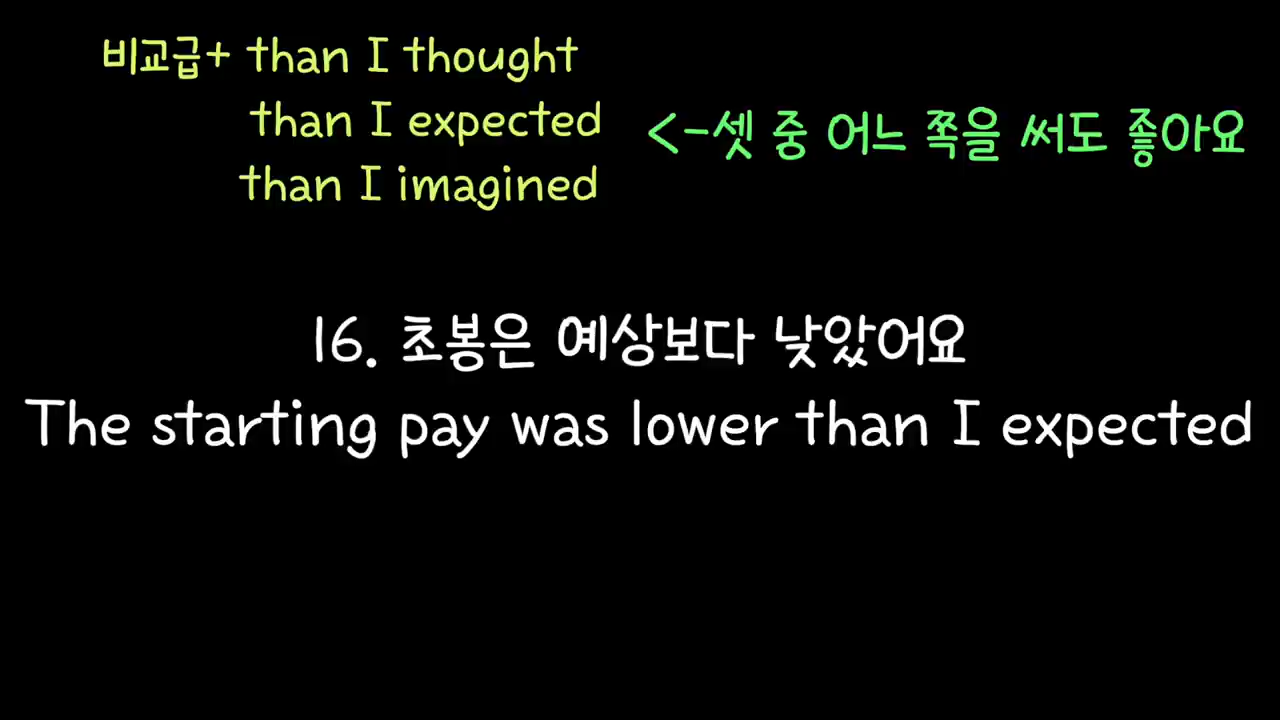 비교급+ than I thought
than I expected
than I imagined
<-셋 중 어느 쪽을 써도 좋아요
16. 초봉은 예상보다 낮았어요
The starting pay was lower than I expected